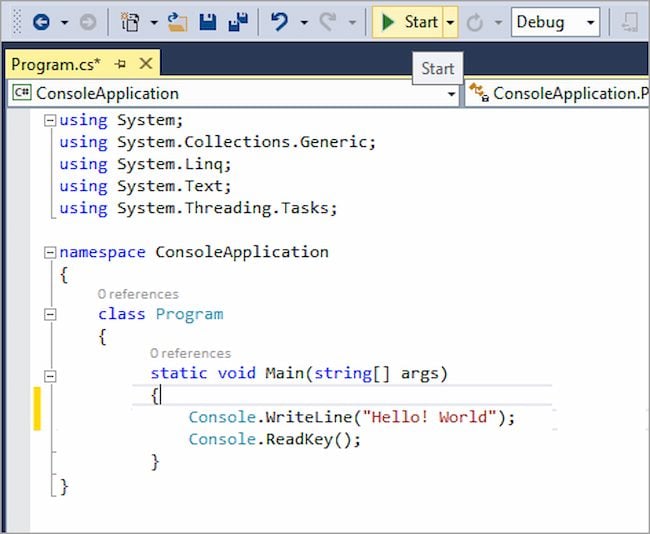 Start
Debug
Program.cs*
Start
C# ConsoleApplication
ConsoleApplication.P
using System;
using System.Collections.Generic;
using System.Linq;
using System.Text;
using System.Threading.Tasks;
namespace ConsoleApplication
{
0 references
class Program
{
0 references
static void Main(string[] args)
{
Console.WriteLine("Hello! World");
Console.ReadKey();
}
}